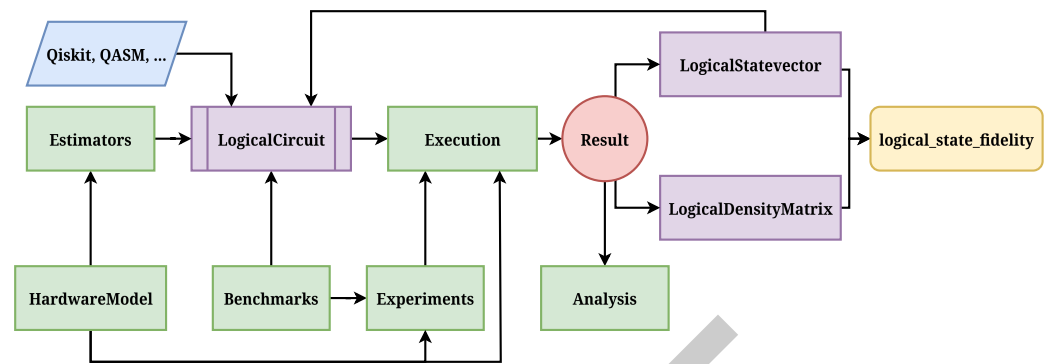 Qiskit, QASM, ...
LogicalStatevector
Estimators
LogicalCircuit
Execution
Result
logical_state_fidelity
LogicalDensityMatrix
HardwareModel
Benchmarks
Experiments
Analysis